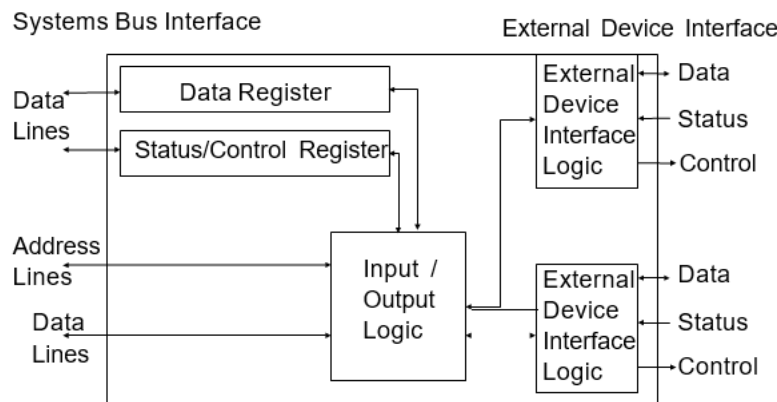 Systems Bus Interface
External Device Interface
Data
Lines
Data Register
Status/Control Register
External
Device
Interface
Logic
Data
Status
Control
Address
Lines
Data
Lines
Input /
Output
Logic
External
Device
Interface
Logic
Data
Status
Control